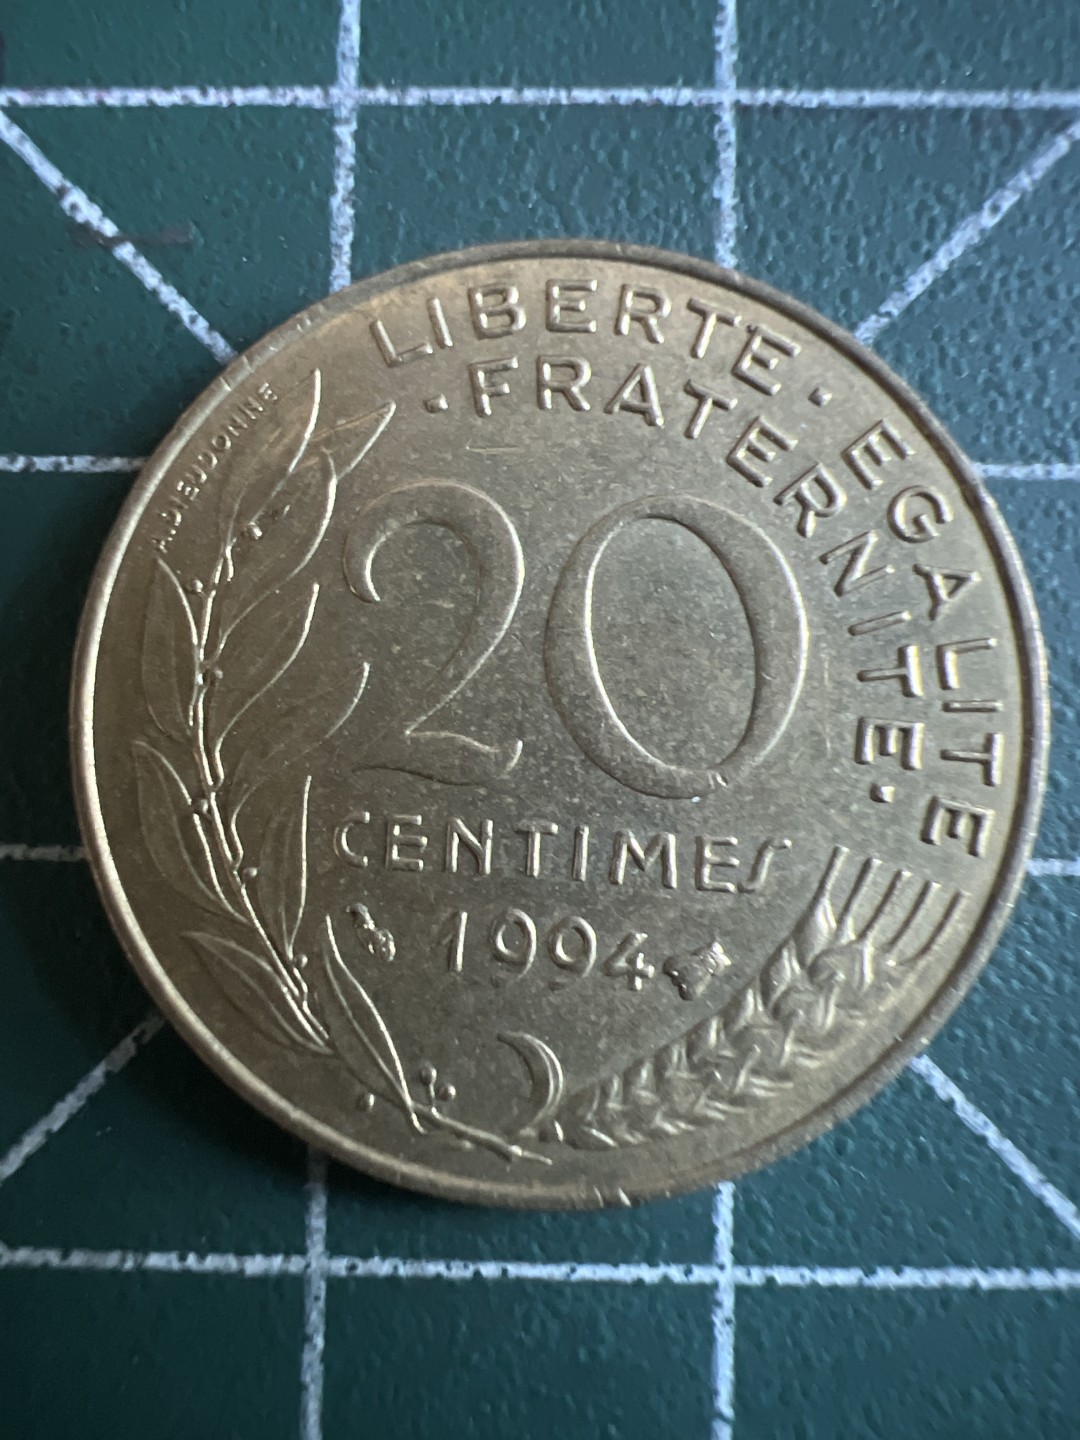 LIBERTE · EGALITE
· FRATERNITE ·
A.DIEUDONNE
20
CENTIMES
1994